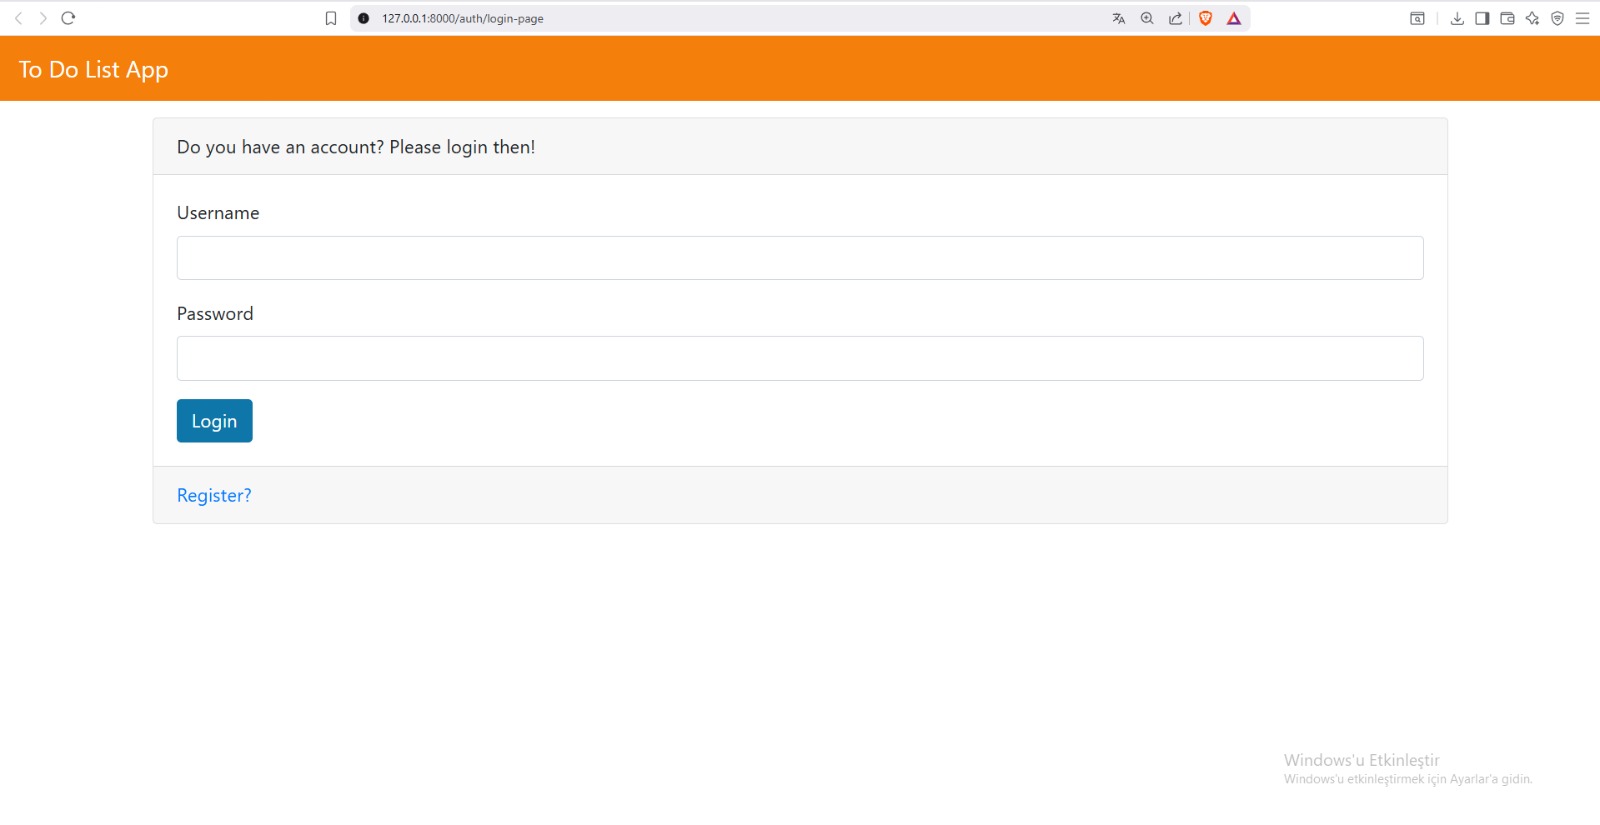 127.0.0.1:8000/auth/login-page
To Do List App
Do you have an account? Please login then!
Username
Password
Login
Register?
Windows'u Etkinleştir
Windows'u etkinleştirmek için Ayarlar'a gidin.